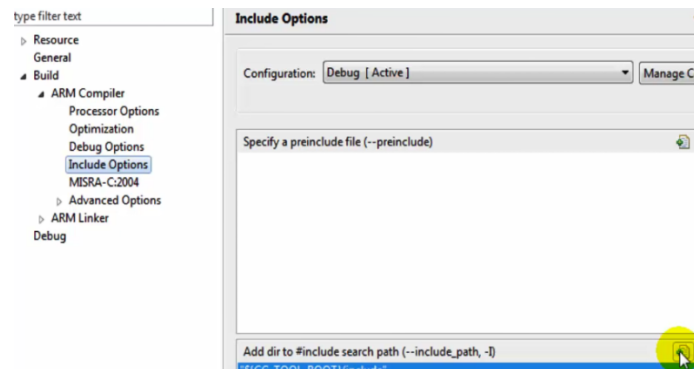 type filter text
Resource
General
Build
ARM Compiler
Processor Options
Optimization
Debug Options
Include Options
MISRA-C:2004
Advanced Options
ARM Linker
Debug
Include Options
Configuration: Debug [ Active ]
Manage C
Specify a preinclude file (--preinclude)
Add dir to #include search path (--include_path, -I)